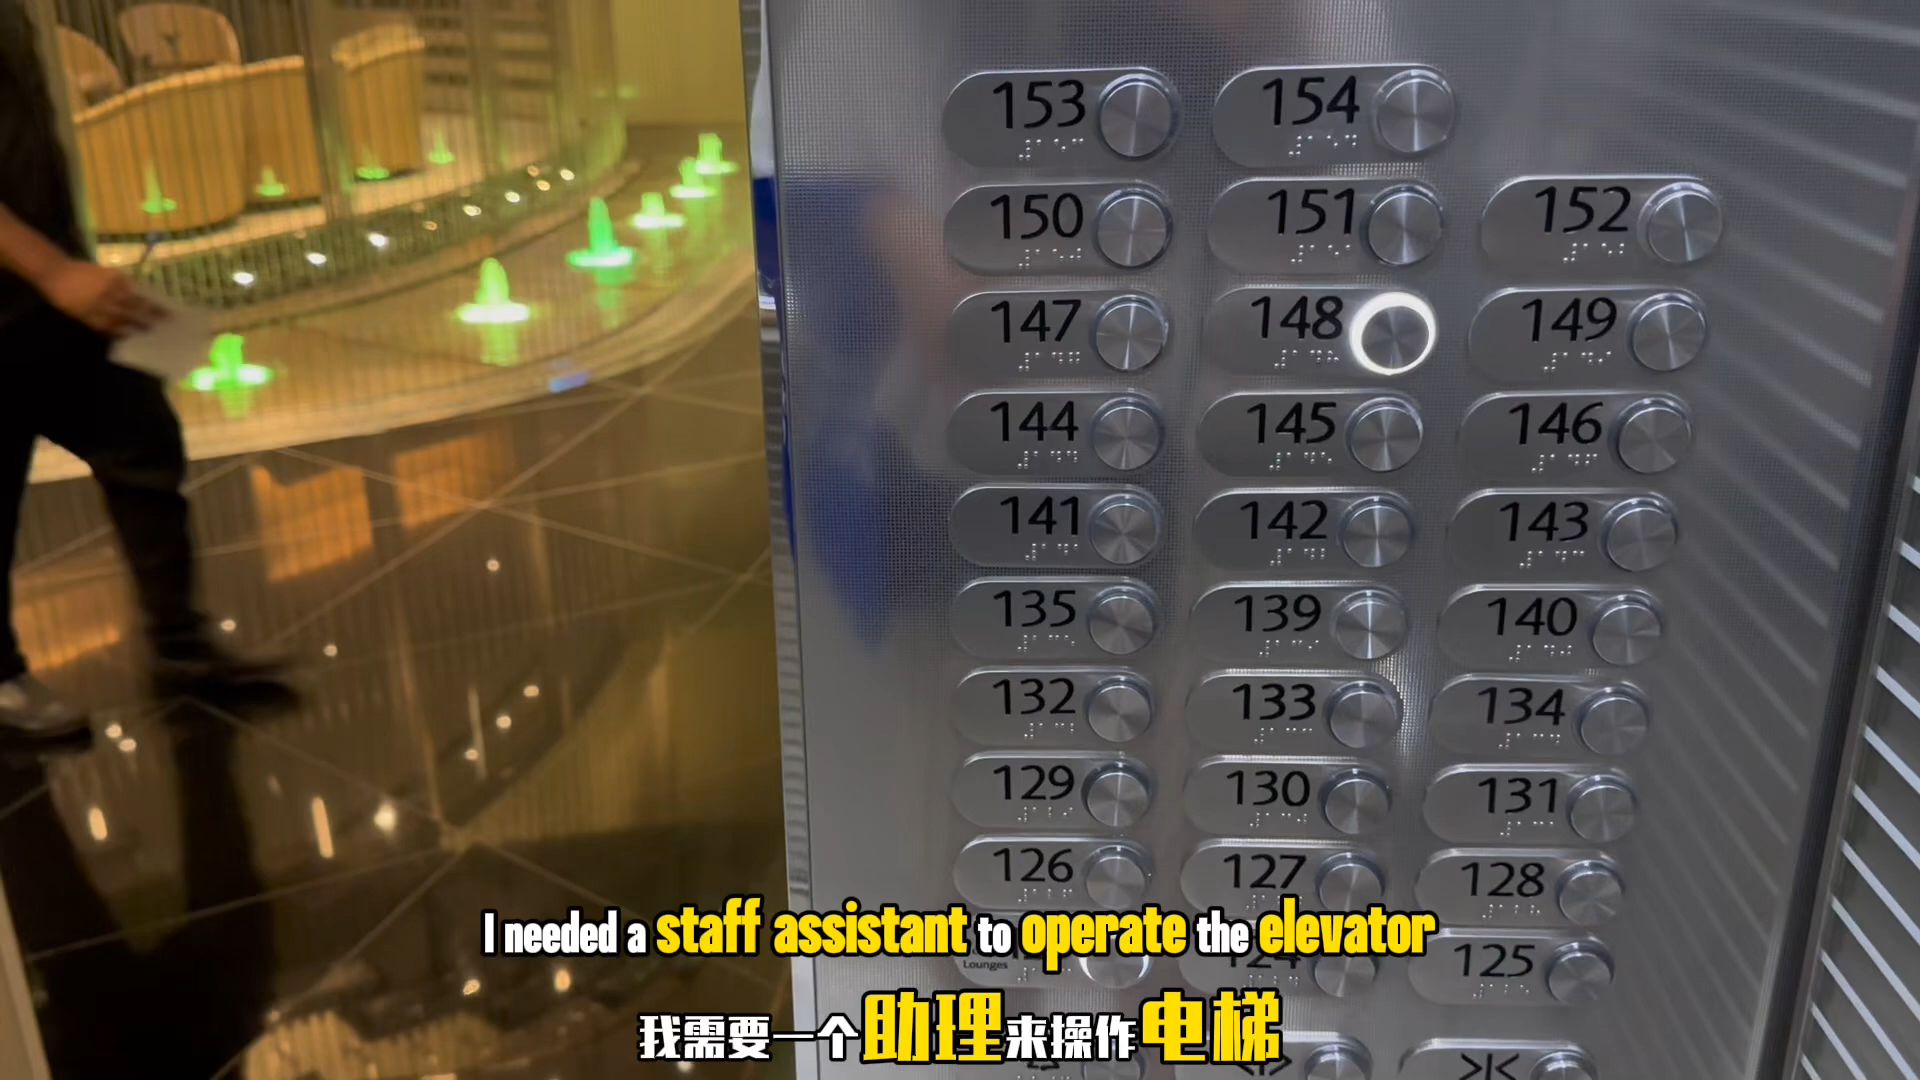 153 154
150 151 152
147 148 149
144 145 146
141 142 143
135 139 140
132 133 134
129 130 131
126 127 128
Lounges 124 125
I needed a staff assistant to operate the elevator
我需要一个助理来操作电梯